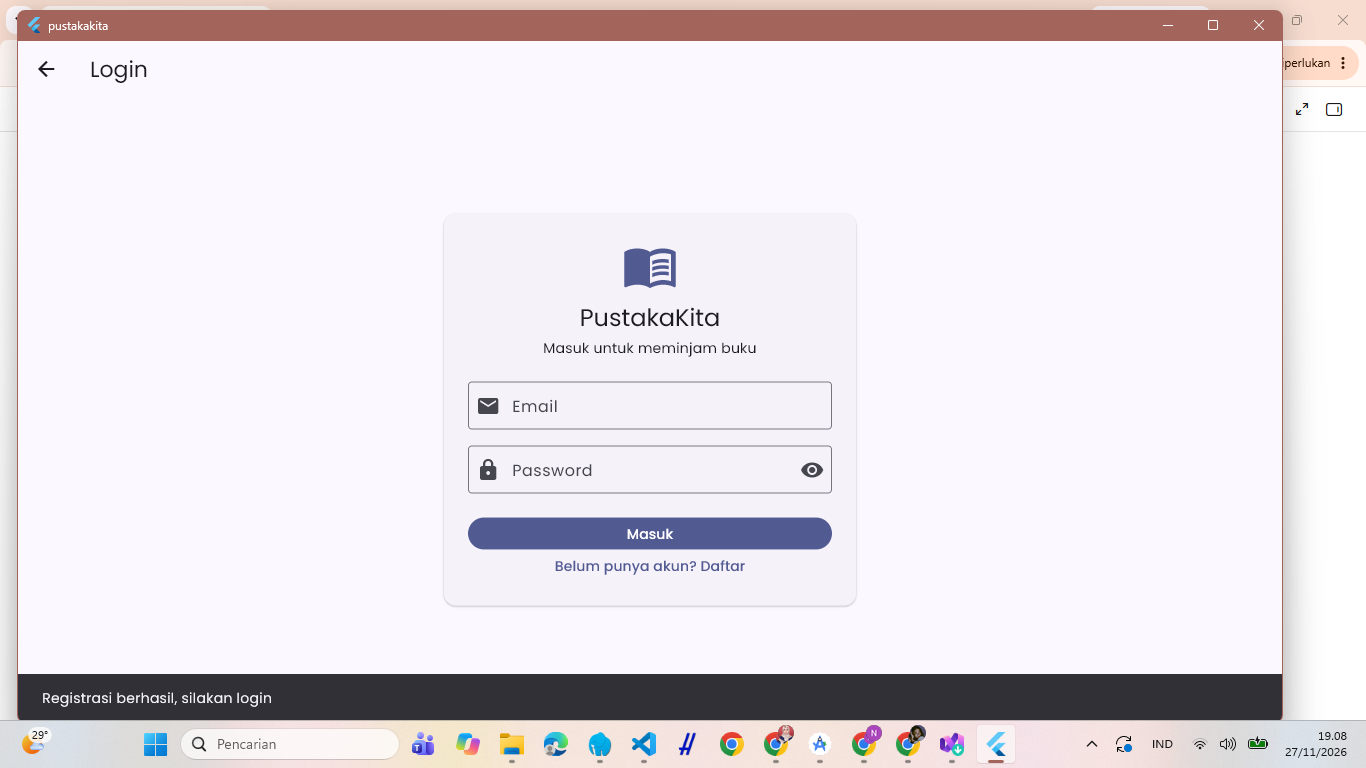 pustakakita
Login
perlukan
PustakaKita
Masuk untuk meminjam buku
Email
Password
Masuk
Belum punya akun? Daftar
Registrasi berhasil, silakan login
29°
Pencarian
N
IND
19.08
27/11/2026